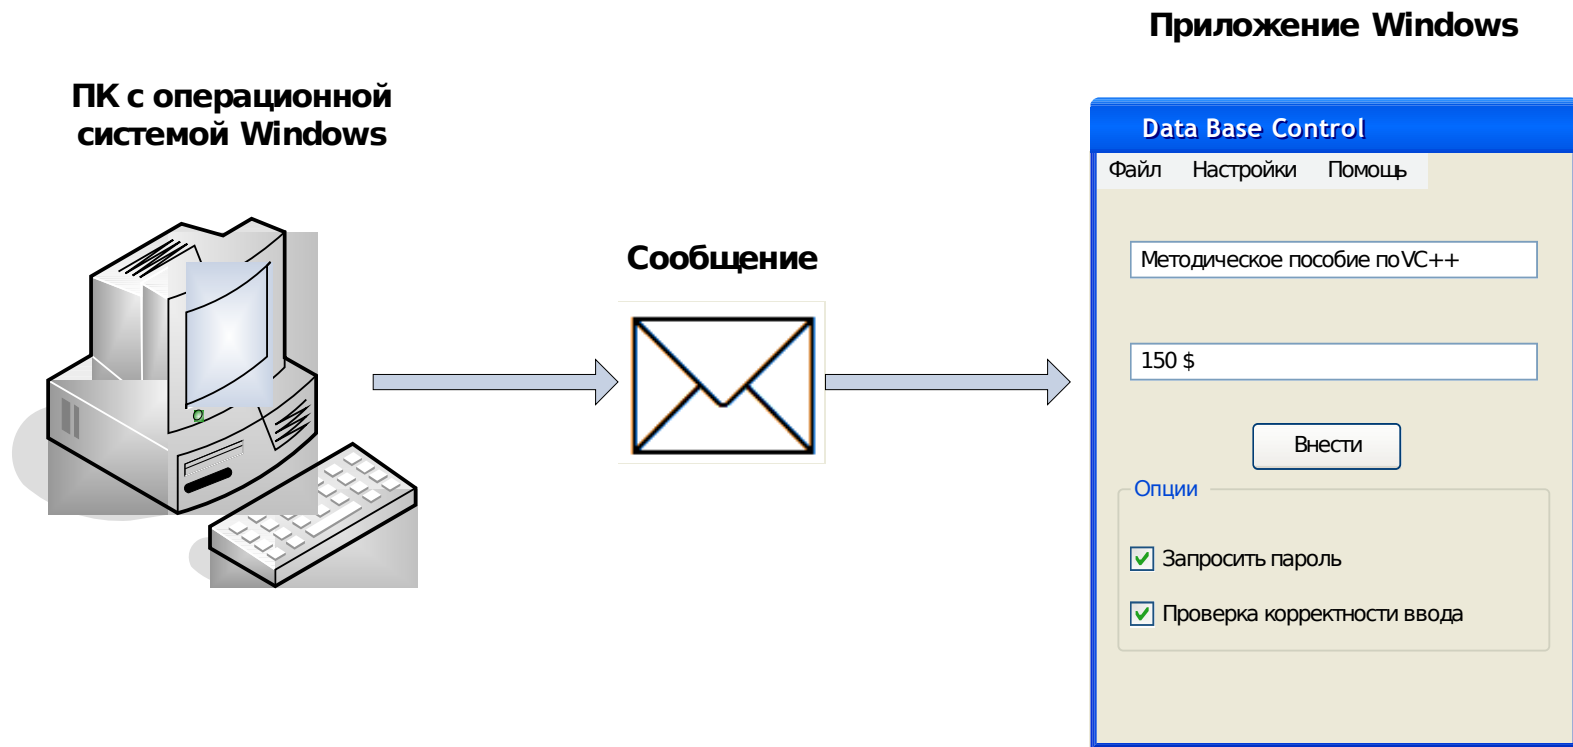 Приложение Windows
ПК с операционной
системой Windows
Сообщение
Data Base Control
Файл Настройки Помощь
Методическое пособие по VC++
150 $
Внести
Опции
Запросить пароль
Проверка корректности ввода